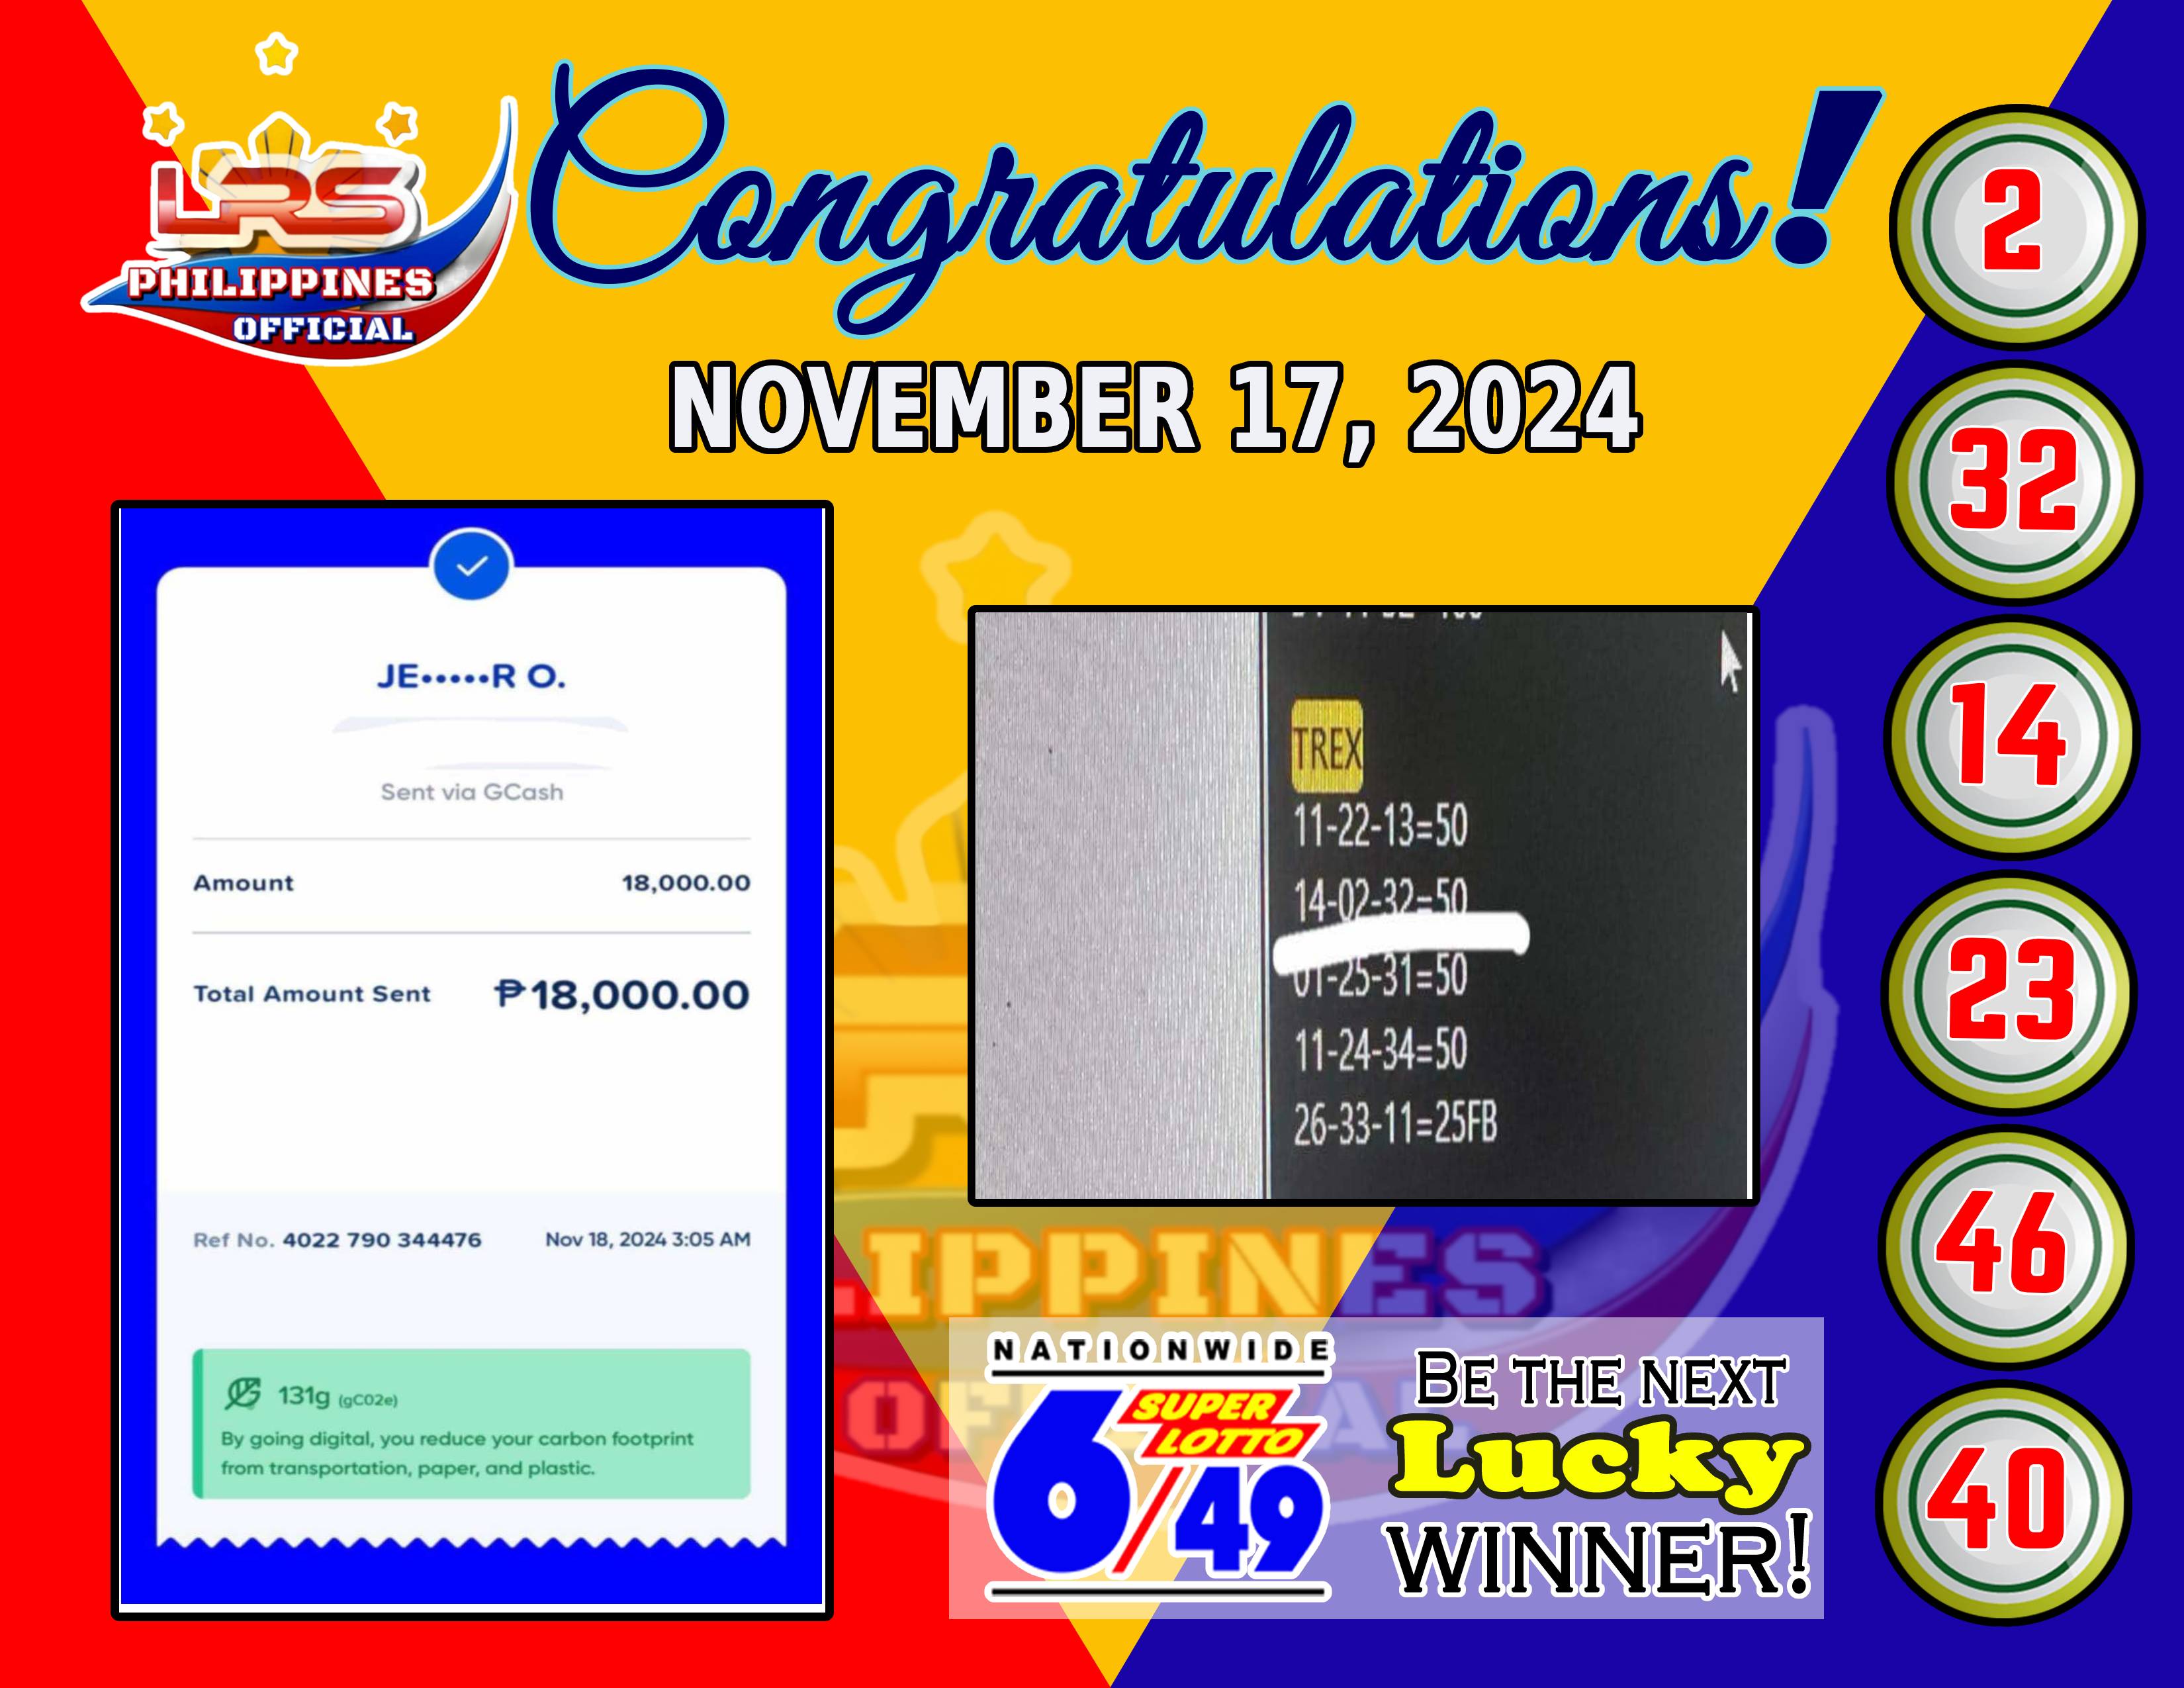 LRS
PHILIPPINES
OFFICIAL
Congratulations!
NOVEMBER 17, 2024
JE•••••R O.
Sent via GCash
Amount 18,000.00
Total Amount Sent ₱18,000.00
Ref No. 4022 790 344476 Nov 18, 2024 3:05 AM
131g (gCO2e)
By going digital, you reduce your carbon footprint
from transportation, paper, and plastic.
TREX
11-22-13=50
14-02-32=50
01-25-31=50
11-24-34=50
26-33-11=25FB
LIPPINES
NATIONWIDE
SUPER
LOTTO
6/49
BE THE NEXT
Lucky
WINNER!
2
32
14
23
46
40